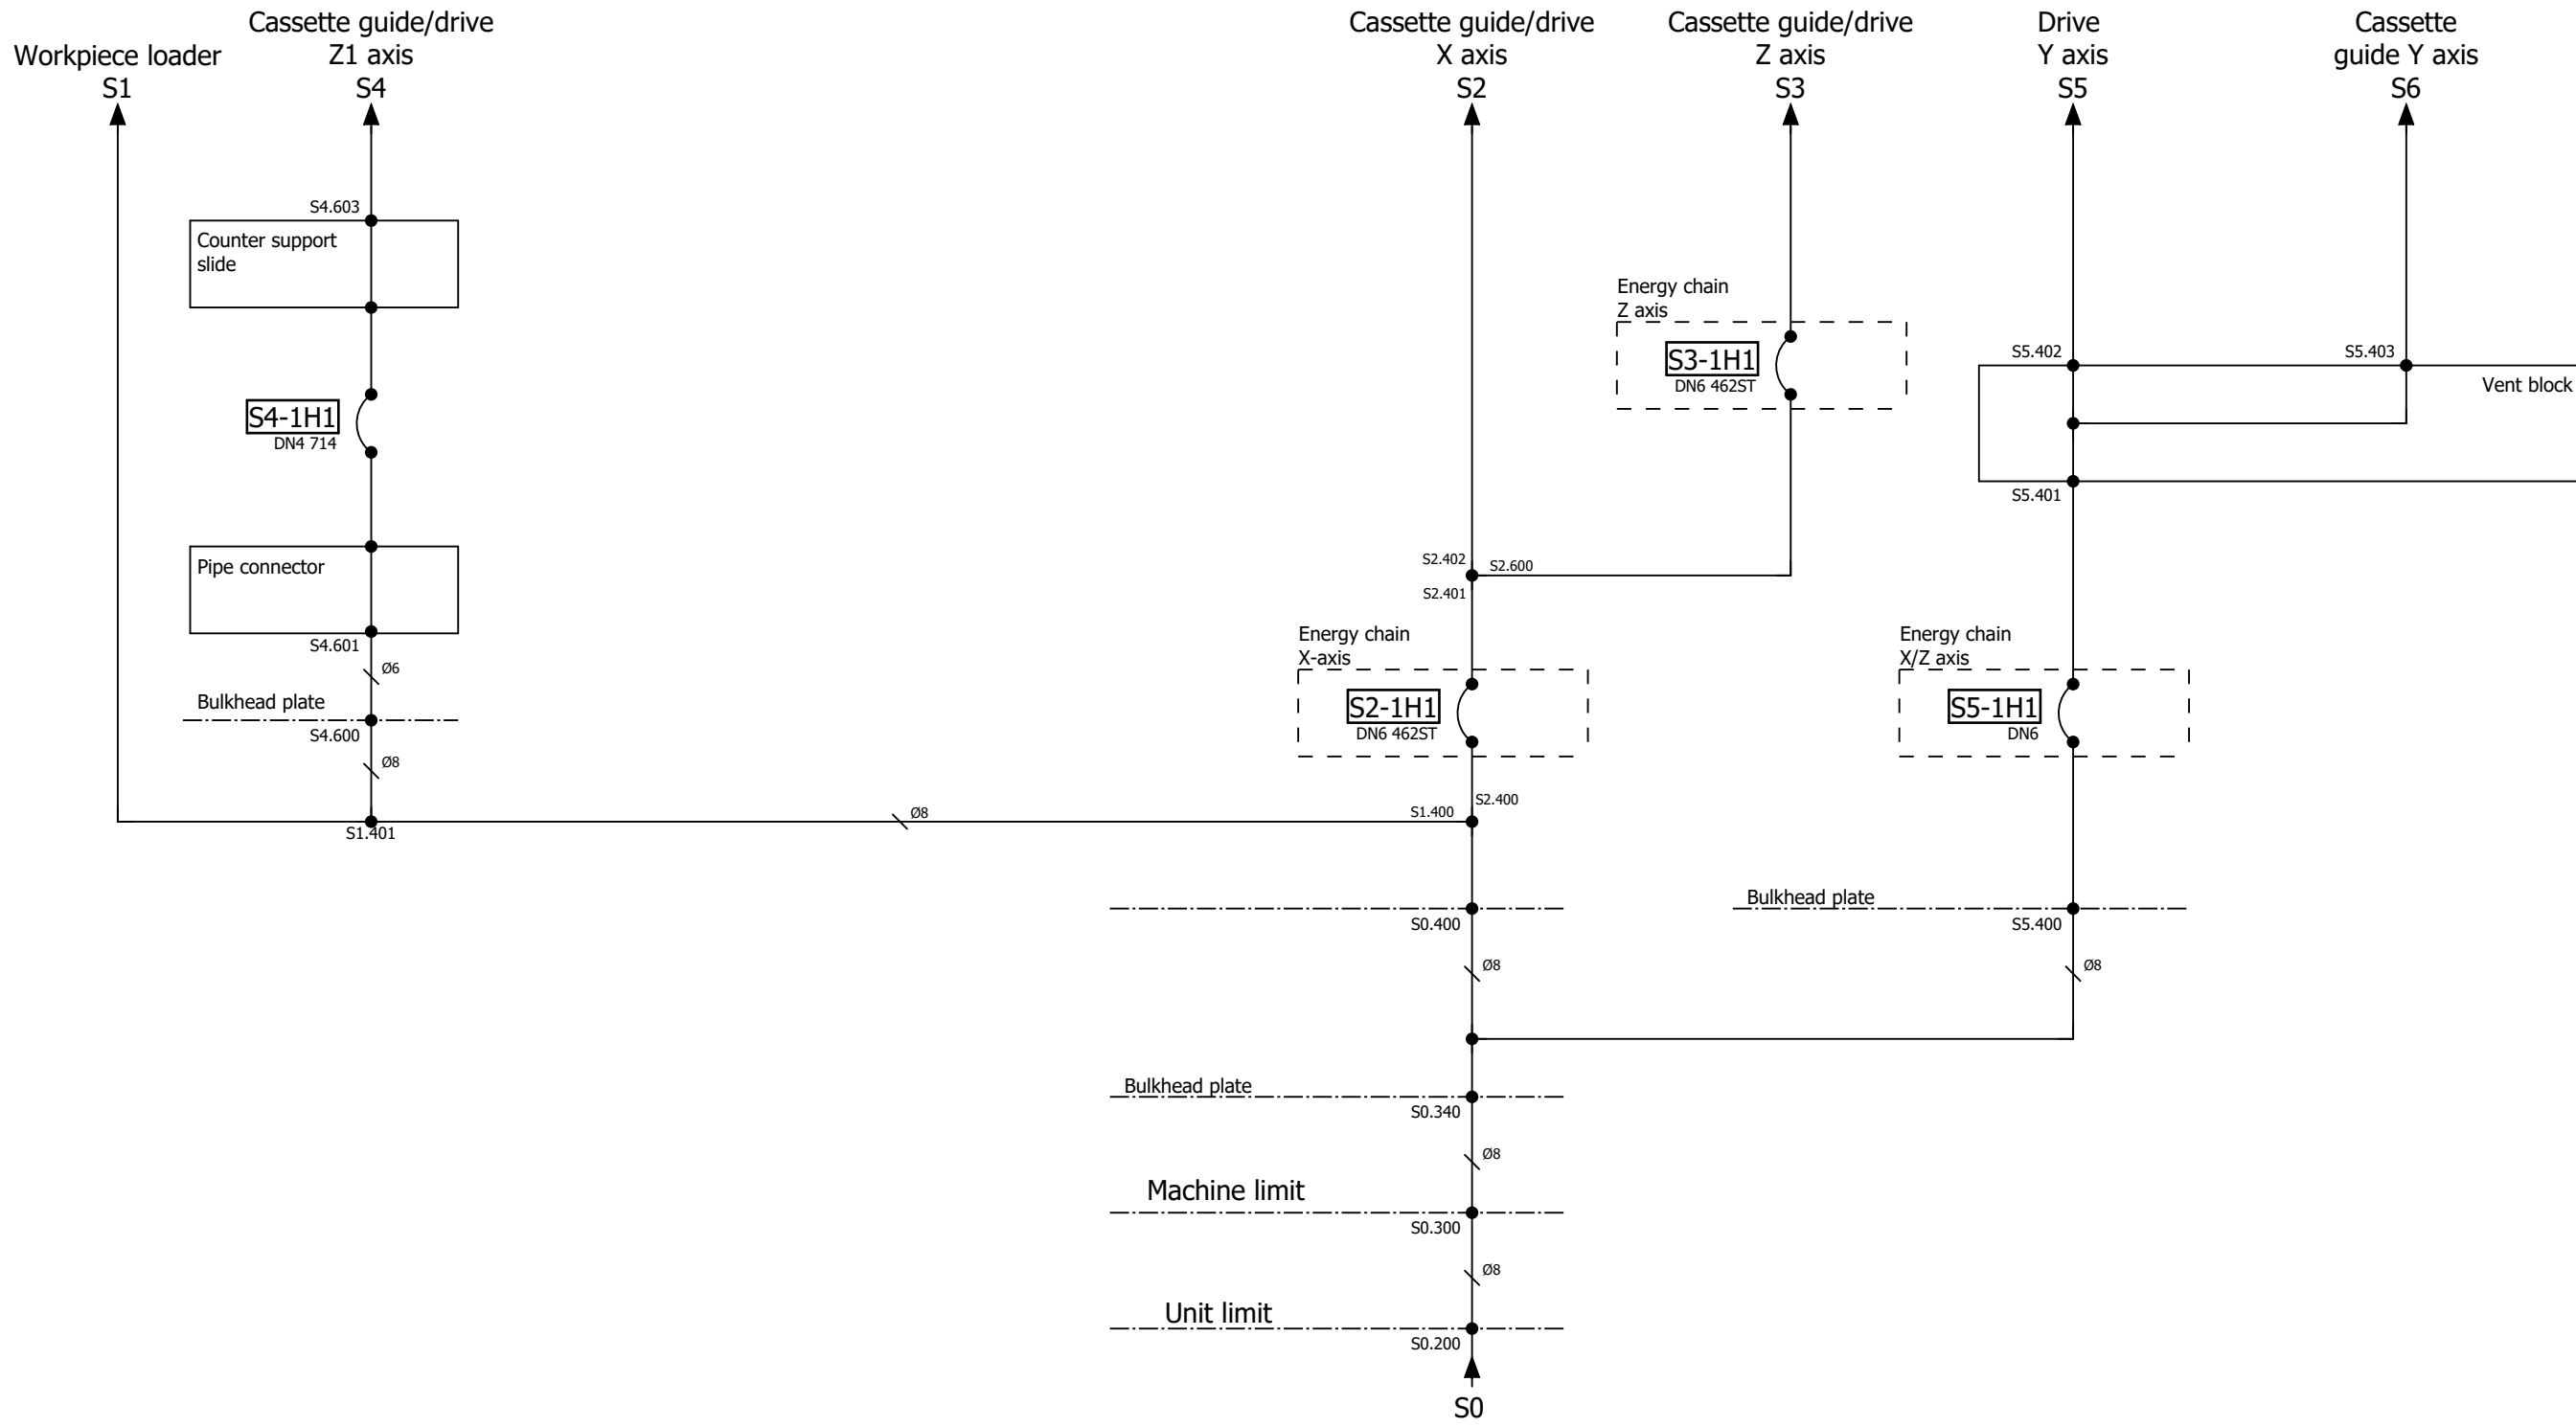 Workpiece loader
S1
Cassette guide/drive
Z1 axis
S4
Cassette guide/drive
X axis
S2
Cassette guide/drive
Z axis
S3
Drive
Y axis
S5
Cassette
guide Y axis
S6
S4.603
Counter support
slide
Energy chain
Z axis
S3-1H1
DN6 462ST
S5.402
S5.403
Vent block
S4-1H1
DN4 714
S5.401
Pipe connector
S2.402
S2.600
S2.401
S4.601
Ø6
Energy chain
X-axis
S2-1H1
DN6 462ST
Energy chain
X/Z axis
S5-1H1
DN6
Bulkhead plate
S4.600
Ø8
S1.401
Ø8
S1.400
S2.400
S0.400
Bulkhead plate
S5.400
Ø8
Ø8
Bulkhead plate
S0.340
Ø8
Machine limit
S0.300
Ø8
Unit limit
S0.200
S0